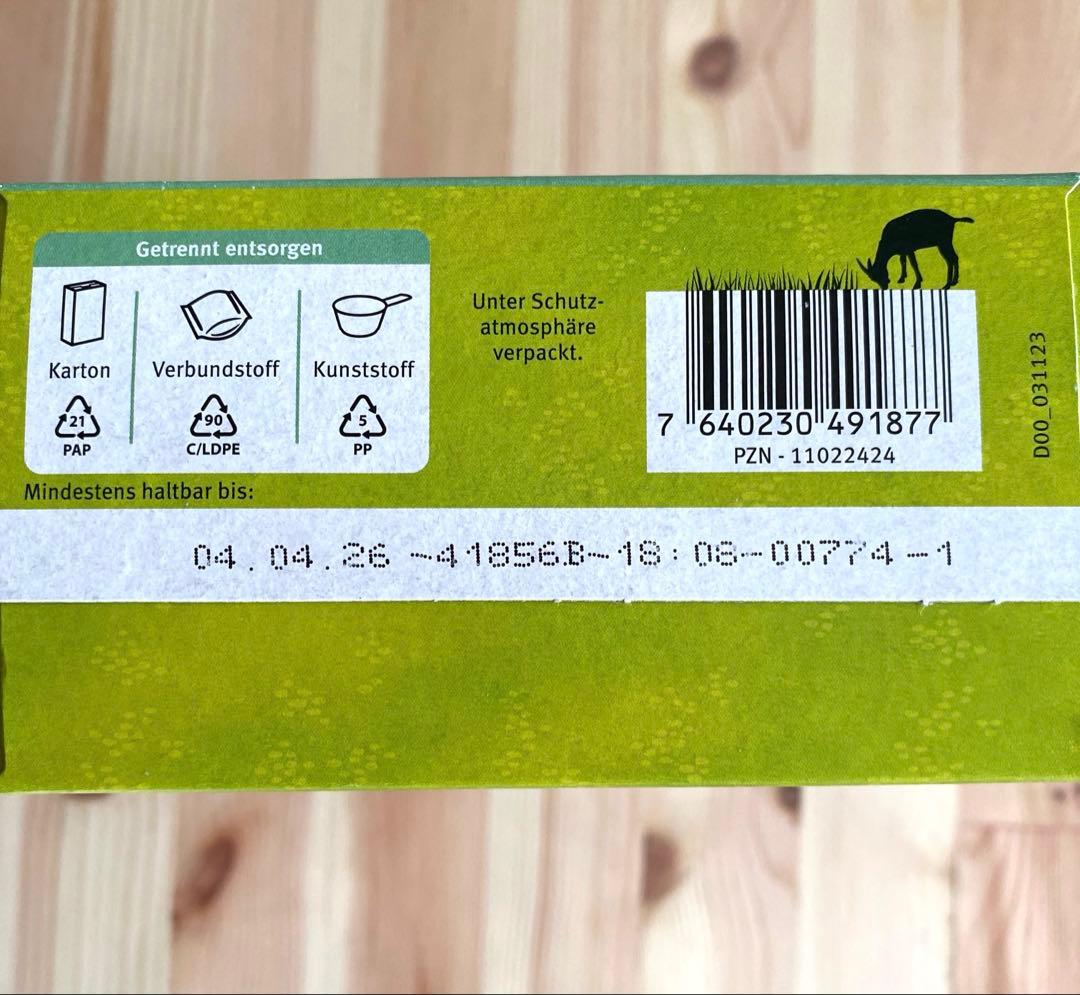 Getrennt entsorgen
Karton
Verbundstoff
Kunststoff
21
PAP
90
C/LDPE
5
PP
Unter Schutz-
atmosphäre
verpackt.
7 640230 491877
PZN - 11022424
D00_031123
Mindestens haltbar bis:
04.04.26 -41856B-18:08-00774-1